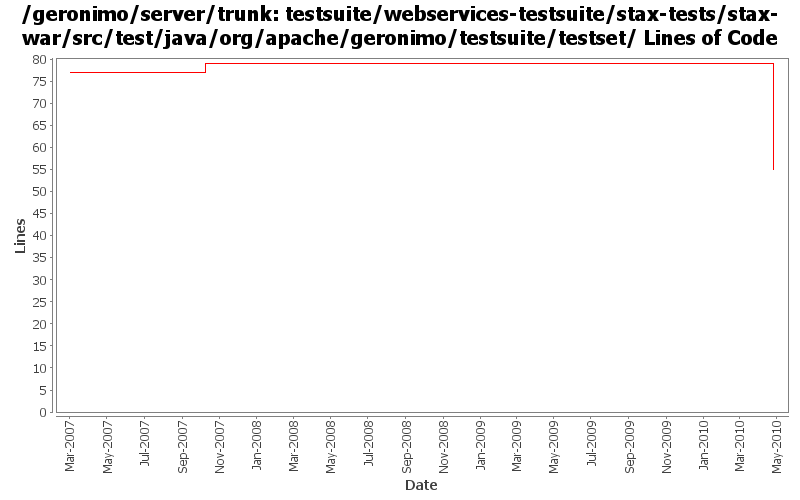 /geronimo/server/trunk: testsuite/webservices-testsuite/stax-tests/stax-
war/src/test/java/org/apache/geronimo/testsuite/testset/ Lines of Code
80
75
70
65
60
55
50
45
40
35
30
25
20
15
10
5
0
Lines
Mar-2007
May-2007
Jul-2007
Sep-2007
Nov-2007
Jan-2008
Mar-2008
May-2008
Jul-2008
Sep-2008
Nov-2008
Jan-2009
Mar-2009
May-2009
Jul-2009
Sep-2009
Nov-2009
Jan-2010
Mar-2010
May-2010
Date